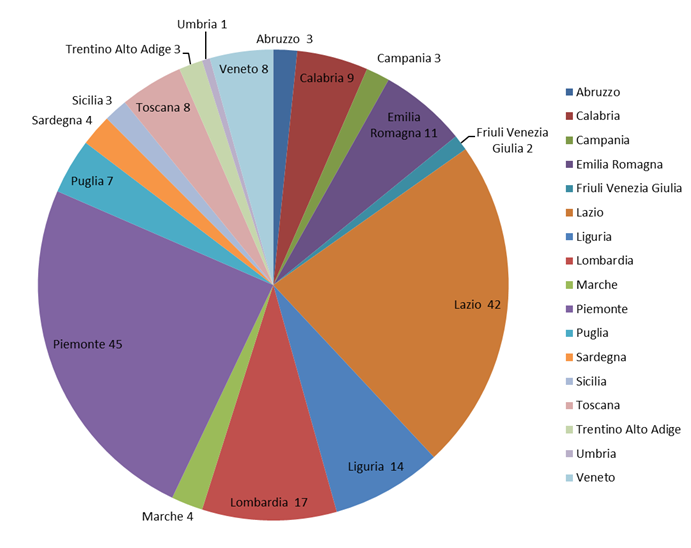 Umbria 1
Abruzzo  3
Trentino Alto Adige 3
Campania 3
Veneto 8
Calabria 9
Sicilia 3
Toscana 8
Emilia
Romagna 11
Sardegna 4
Friuli Venezia
Giulia 2
Puglia 7
Lazio  42
Piemonte 45
Liguria  14
Lombardia  17
Marche 4
Abruzzo
Calabria
Campania
Emilia Romagna
Friuli Venezia Giulia
Lazio
Liguria
Lombardia
Marche
Piemonte
Puglia
Sardegna
Sicilia
Toscana
Trentino Alto Adige
Umbria
Veneto